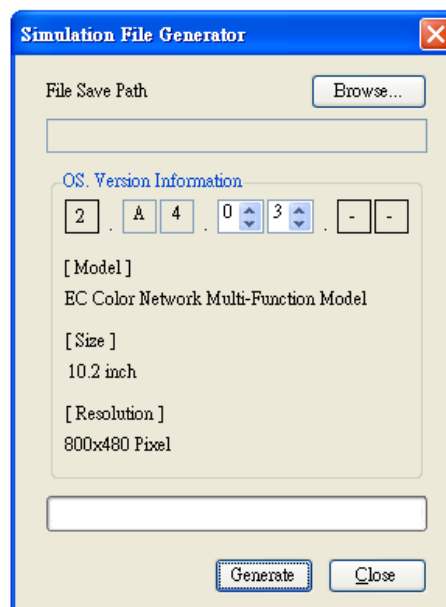 Simulation File Generator
File Save Path Browse...
OS. Version Information
2 . A 4 . 0 3 . - -
[ Model ]
EC Color Network Multi-Function Model
[ Size ]
10.2 inch
[ Resolution ]
800x480 Pixel
Generate Close